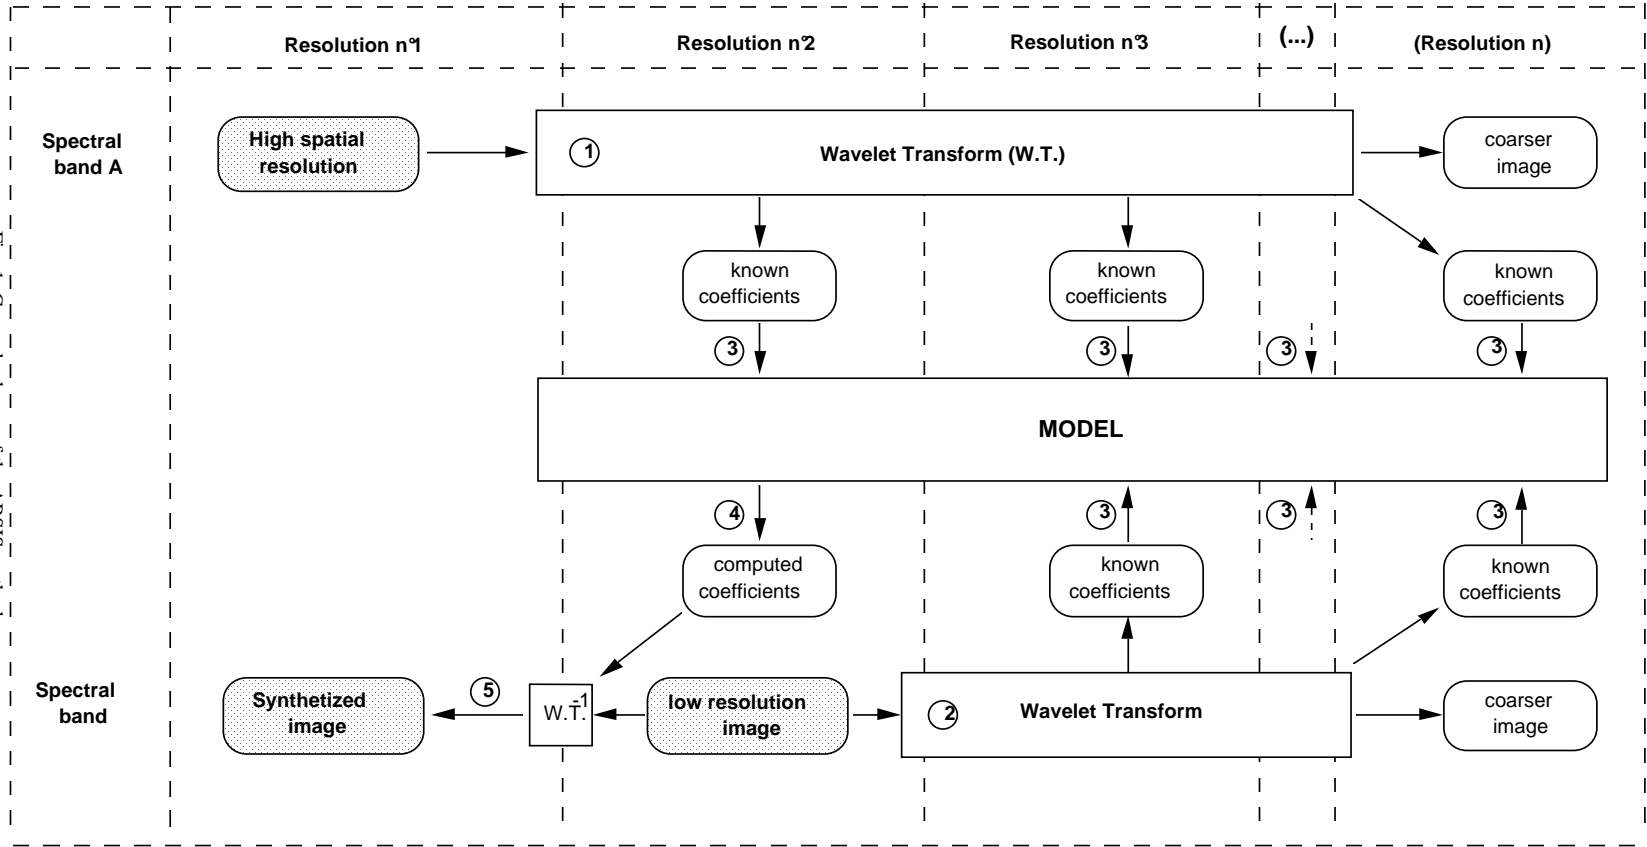 Resolution n°1
Resolution n°2
Resolution n°3
(...)
(Resolution n)
Spectral
band A
High spatial
resolution
1
Wavelet Transform (W.T.)
coarser
image
known
coefficients
known
coefficients
known
coefficients
3
3
3
3
MODEL
4
3
3
3
computed
coefficients
known
coefficients
known
coefficients
Spectral
band
Synthetized
image
5
W.T.-1
low resolution
image
2
Wavelet Transform
coarser
image